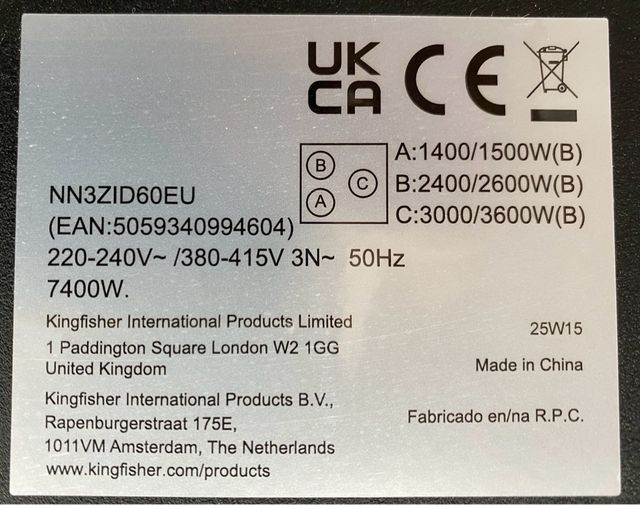 UK
CA CE
A:1400/1500W(B)
B B:2400/2600W(B)
C
A C:3000/3600W(B)
NN3ZID60EU
(EAN:5059340994604)
220-240V~ /380-415V 3N~ 50Hz
7400W.
Kingfisher International Products Limited
1 Paddington Square London W2 1GG
United Kingdom
25W15
Made in China
Kingfisher International Products B.V.,
Rapenburgerstraat 175E,
1011VM Amsterdam, The Netherlands
www.kingfisher.com/products
Fabricado en/na R.P.C.